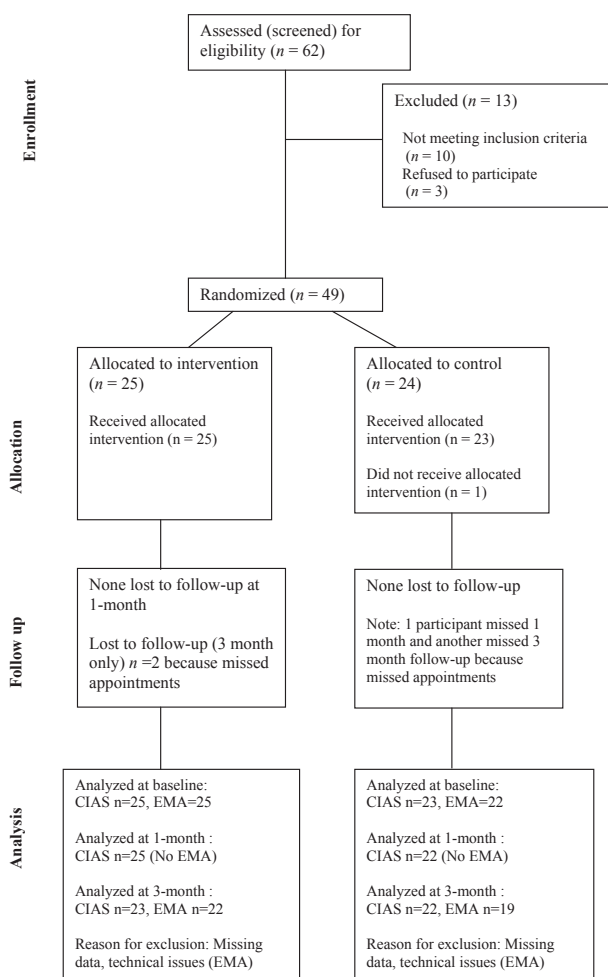 Assessed (screened) for
eligibility (n = 62)
Enrollment
Excluded (n = 13)
Not meeting inclusion criteria
(n = 10)
Refused to participate
(n = 3)
Randomized (n = 49)
Allocation
Allocated to intervention
(n = 25)
Received allocated
intervention (n = 25)
Allocated to control
(n = 24)
Received allocated
intervention (n = 23)
Did not receive allocated
intervention (n = 1)
Follow up
None lost to follow-up at
1-month
Lost to follow-up (3 month
only) n =2 because missed
appointments
None lost to follow-up
Note: 1 participant missed 1
month and another missed 3
month follow-up because
missed appointments
Analysis
Analyzed at baseline:
CIAS n=25, EMA=25
Analyzed at 1-month :
CIAS n=25 (No EMA)
Analyzed at 3-month :
CIAS n=23, EMA n=22
Reason for exclusion: Missing
data, technical issues (EMA)
Analyzed at baseline:
CIAS n=23, EMA=22
Analyzed at 1-month :
CIAS n=22 (No EMA)
Analyzed at 3-month :
CIAS n=22, EMA n=19
Reason for exclusion: Missing
data, technical issues (EMA)